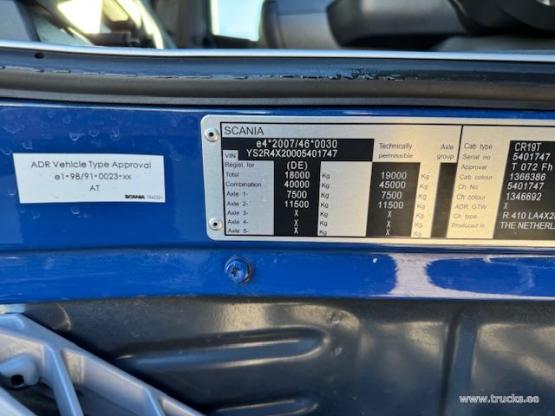 ADR Vehicle Type Approval
e1-98/91-0023-xx
AT
SCANIA
SCANIA
e4*2007/46*0030
VIN YS2R4X20005401747
Regist. for (DE) Technically permissible Axle group
Total 18000 Kg 19000 Kg
Combination 40000 Kg 45000 Kg
Axle 1- 7500 Kg 7500 Kg
Axle 2- 11500 Kg 11500 Kg
Axle 3- X Kg X Kg
Axle 4- X Kg X Kg
Axle 5- X Kg X Kg
Cab type CR19T
Serial no 5401747
Approval T 072 Fh
Cab. colour 1366386
Ch. No 5401747
Ch. colour 1346692
ADR. GTW X
Ch. type R 410 LA4X2
Produced in THE NETHERL
www.trucks.ee